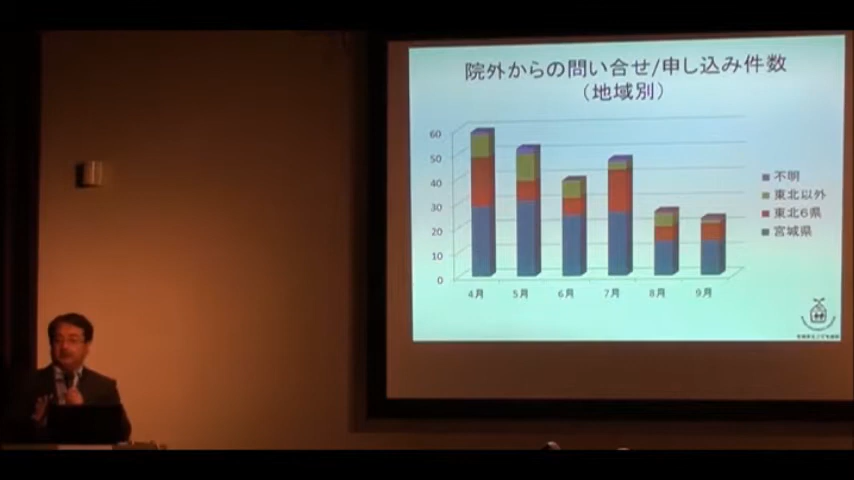 院外からの問い合せ/申し込み件数
（地域別）
60
50
40
30
20
10
0
4月
5月
6月
7月
8月
9月
不明
東北以外
東北6県
宮城県